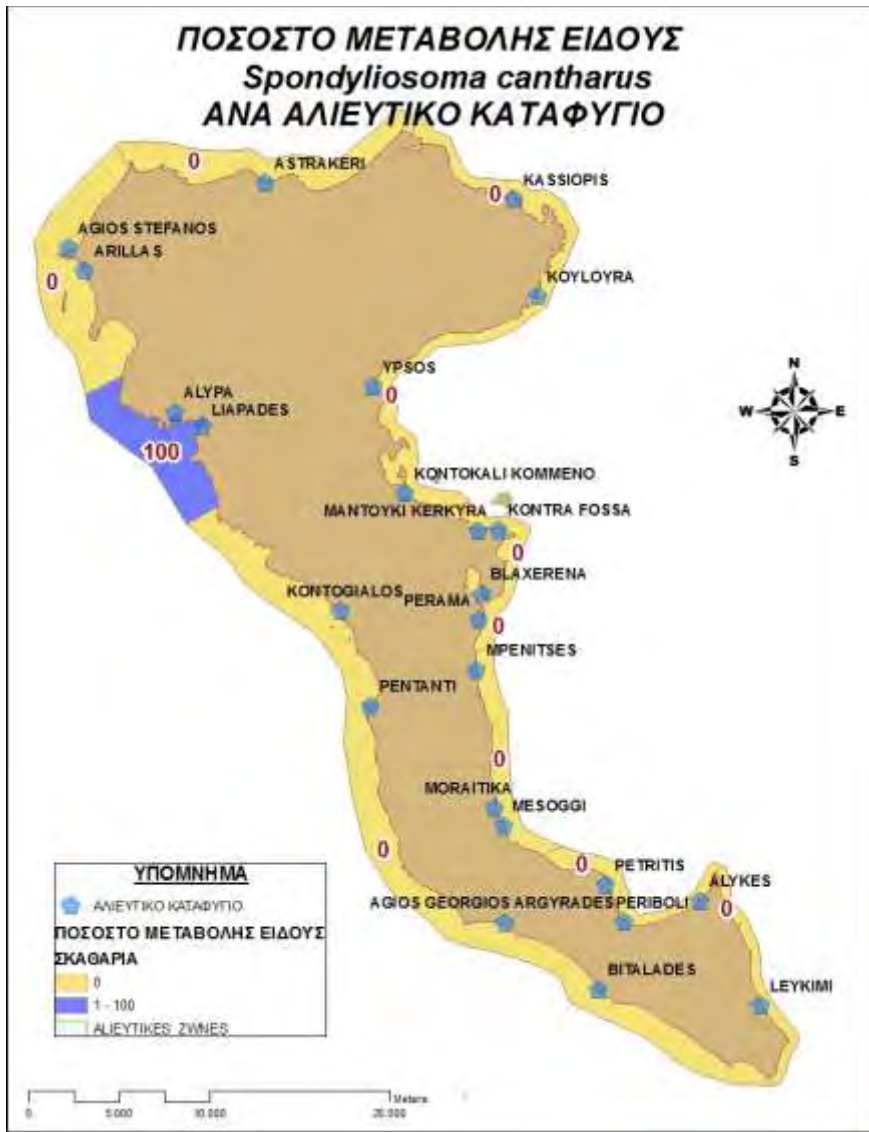 ΠΟΣΟΣΤΟ ΜΕΤΑΒΟΛΗΣ ΕΙΔΟΥΣ
Spondyliosoma cantharus
ΑΝΑ ΑΛΙΕΥΤΙΚΟ ΚΑΤΑΦΥΓΙΟ
0
ASTRAKERI
KASSIOPIS
0
AGIOS STEFANOS
ARILLAS
0
KOYLOYRA
YPSOS
0
ALYPA
LIAPADES
100
KONTOKALI KOMMENO
MANTOYKI KERKYRA
KONTRA FOSSA
0
BLAXERENA
KONTOGIALOS
PERAMA
0
MPENITSES
PENTANTI
0
MORAITIKA
MESOGGI
0
0
PETRITIS
ALYKES
AGIOS GEORGIOS ARGYRADES
PERIBOLI
0
BITALADES
LEYKIMI
N
W
E
S
ΥΠΟΜΝΗΜΑ
ΑΛΙΕΥΤΙΚΟ ΚΑΤΑΦΥΓΙΟ
ΠΟΣΟΣΤΟ ΜΕΤΑΒΟΛΗΣ ΕΙΔΟΥΣ
ΣΚΑΘΑΡΙΑ
0
1 - 100
ALIEYTIKES ZWNES
Meters
0 5.000 10.000 20.000